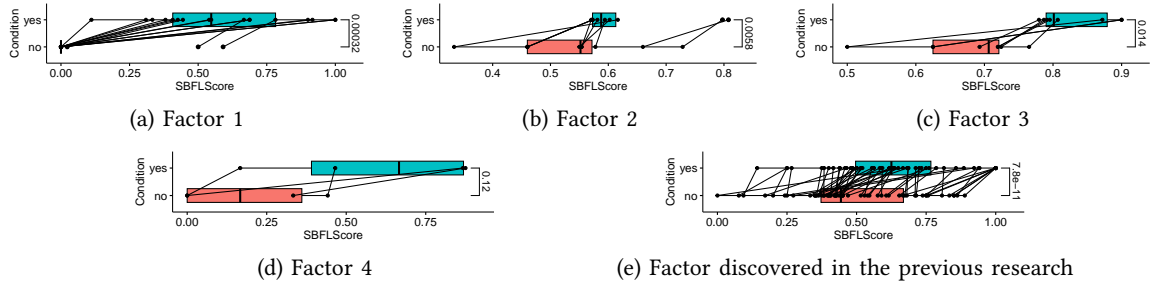 Condition
yes
no
0.00032
0.00 0.25 0.50 0.75 1.00
SBFLScore
(a) Factor 1
Condition
yes
no
0.0058
0.4 0.5 0.6 0.7 0.8
SBFLScore
(b) Factor 2
Condition
yes
no
0.014
0.5 0.6 0.7 0.8 0.9
SBFLScore
(c) Factor 3
Condition
yes
no
0.12
0.00 0.25 0.50 0.75
SBFLScore
(d) Factor 4
Condition
yes
no
7.8e−11
0.00 0.25 0.50 0.75 1.00
SBFLScore
(e) Factor discovered in the previous research